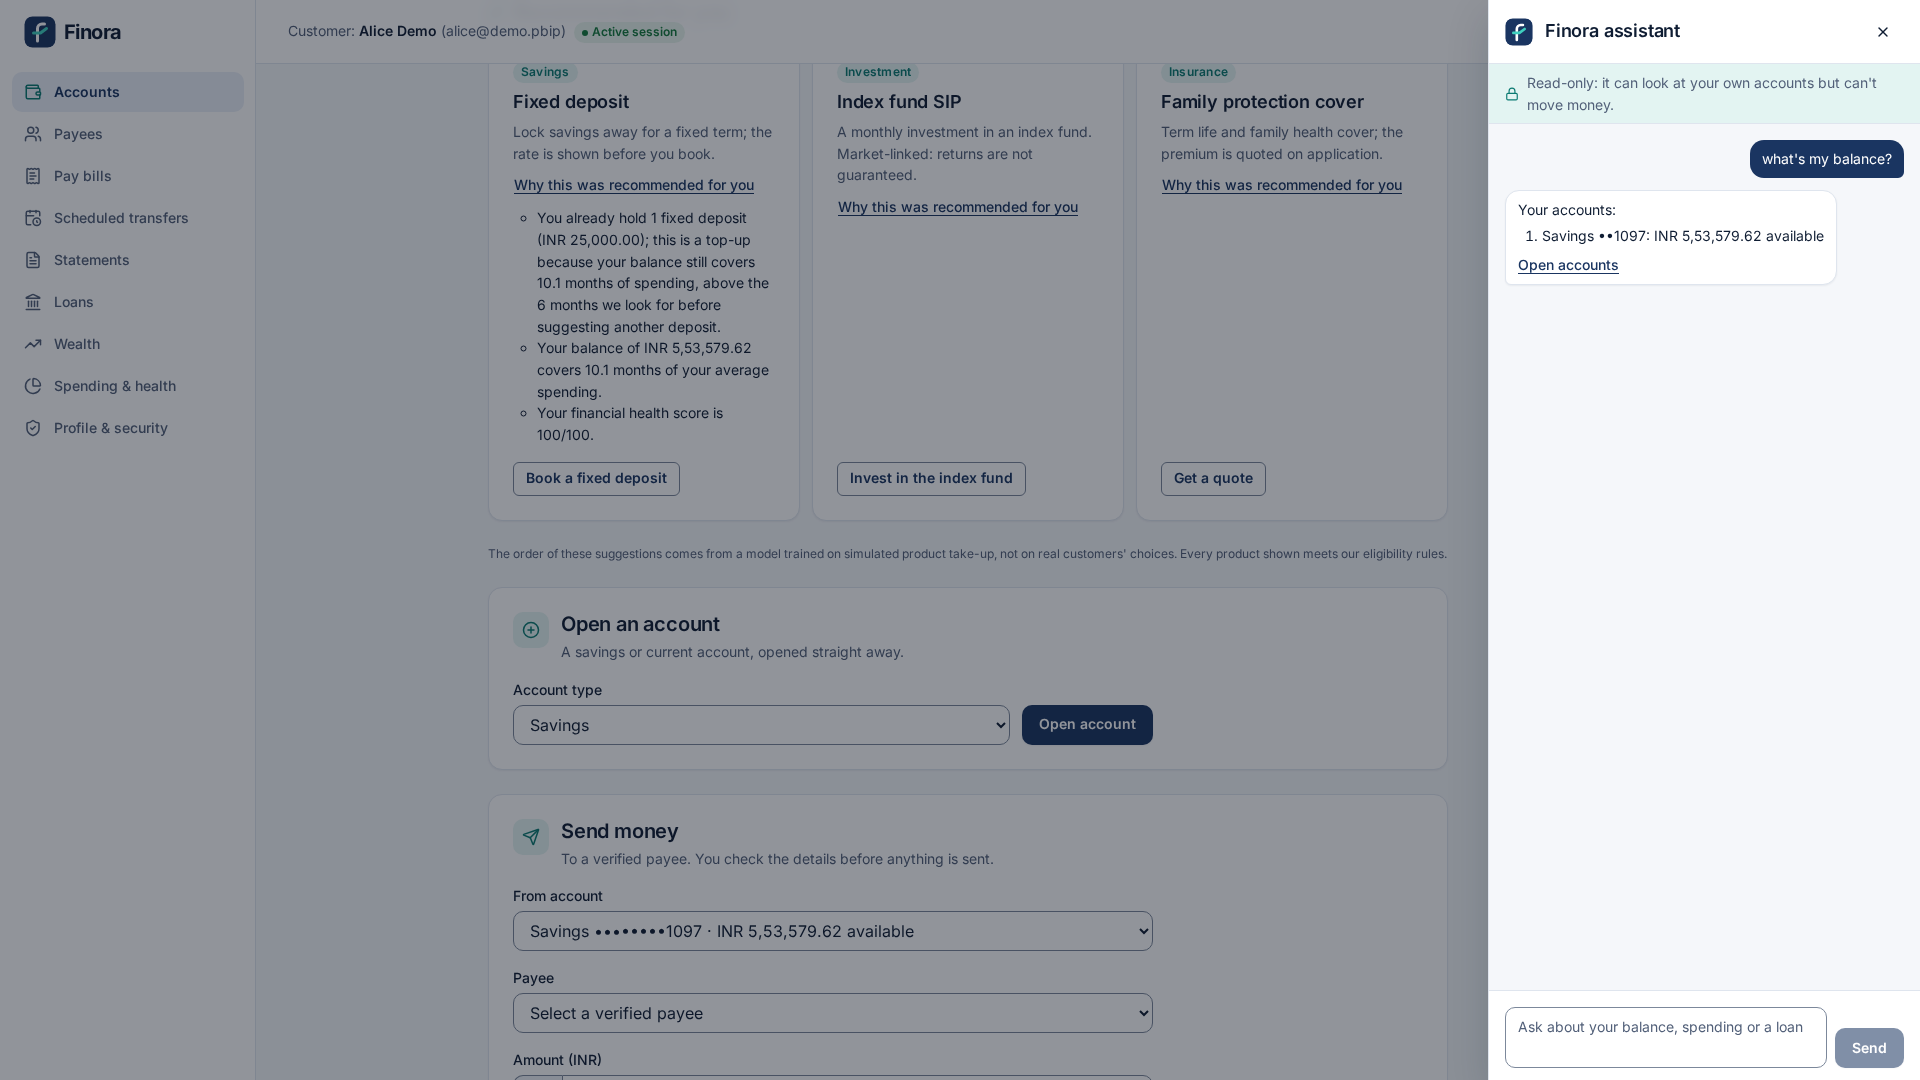 Finora
Accounts
Payees
Pay bills
Scheduled transfers
Statements
Loans
Wealth
Spending & health
Profile & security
Customer: Alice Demo (alice@demo.pbip)
Active session
Savings
Fixed deposit
Lock savings away for a fixed term; the
rate is shown before you book.
Why this was recommended for you
You already hold 1 fixed deposit
(INR 25,000.00); this is a top-up
because your balance still covers
10.1 months of spending, above the
6 months we look for before
suggesting another deposit.
Your balance of INR 5,53,579.62
covers 10.1 months of your average
spending.
Your financial health score is
100/100.
Book a fixed deposit
Investment
Index fund SIP
A monthly investment in an index fund.
Market-linked: returns are not
guaranteed.
Why this was recommended for you
Invest in the index fund
Insurance
Family protection cover
Term life and family health cover; the
premium is quoted on application.
Why this was recommended for you
Get a quote
The order of these suggestions comes from a model trained on simulated product take-up, not on real customers' choices. Every product shown meets our eligibility rules.
Open an account
A savings or current account, opened straight away.
Account type
Savings
Open account
Send money
To a verified payee. You check the details before anything is sent.
From account
Savings ••••••••1097 · INR 5,53,579.62 available
Payee
Select a verified payee
Amount (INR)
Finora assistant
Read-only: it can look at your own accounts but can't
move money.
what's my balance?
Your accounts:
1. Savings ••1097: INR 5,53,579.62 available
Open accounts
Ask about your balance, spending or a loan
Send